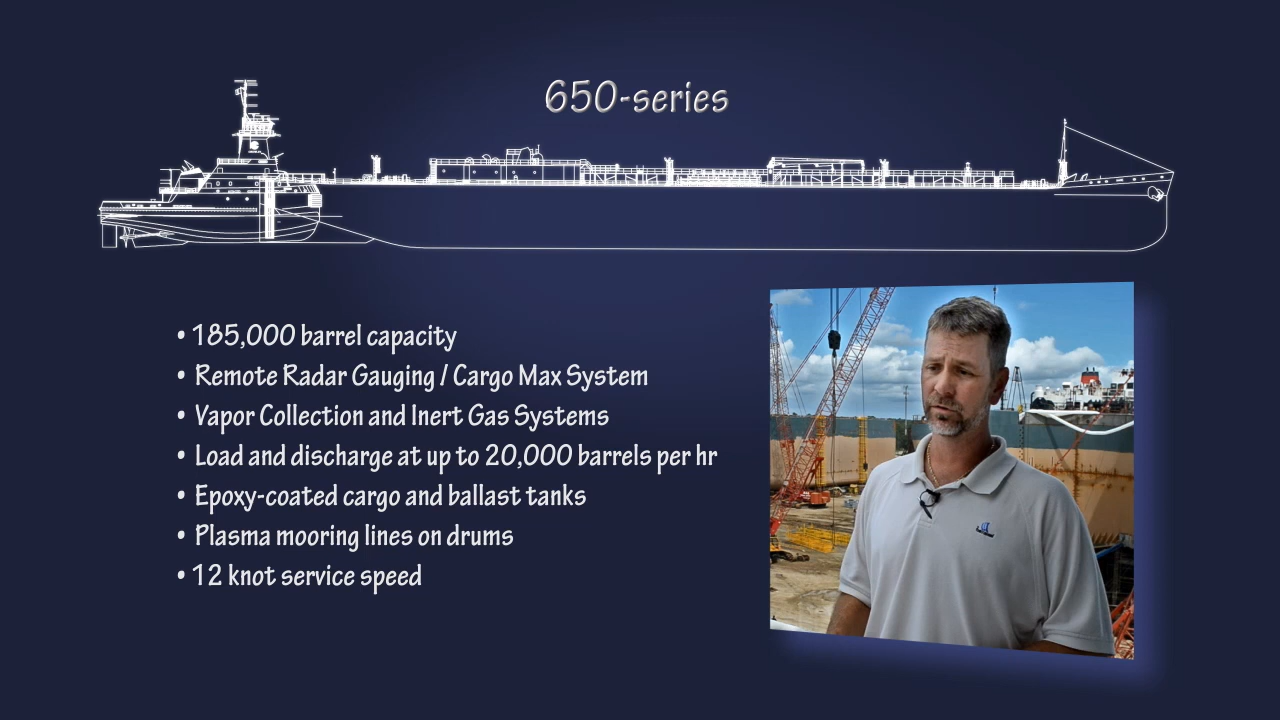 650-series
• 185,000 barrel capacity
• Remote Radar Gauging / Cargo Max System
• Vapor Collection and Inert Gas Systems
• Load and discharge at up to 20,000 barrels per hr
• Epoxy-coated cargo and ballast tanks
• Plasma mooring lines on drums
• 12 knot service speed